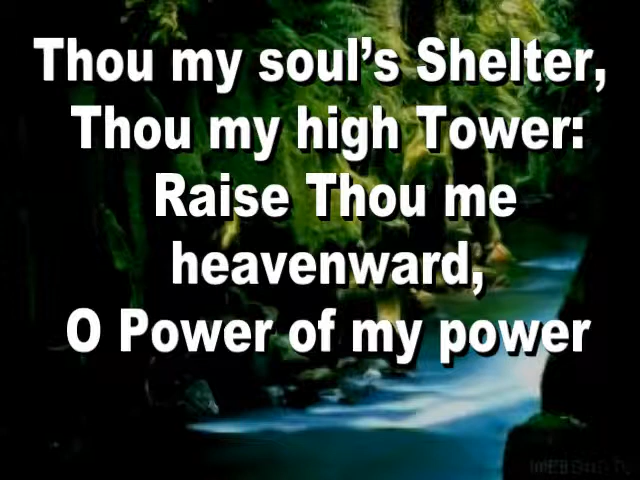 Thou my soul’s Shelter,
Thou my high Tower:
Raise Thou me
heavenward,
O Power of my power